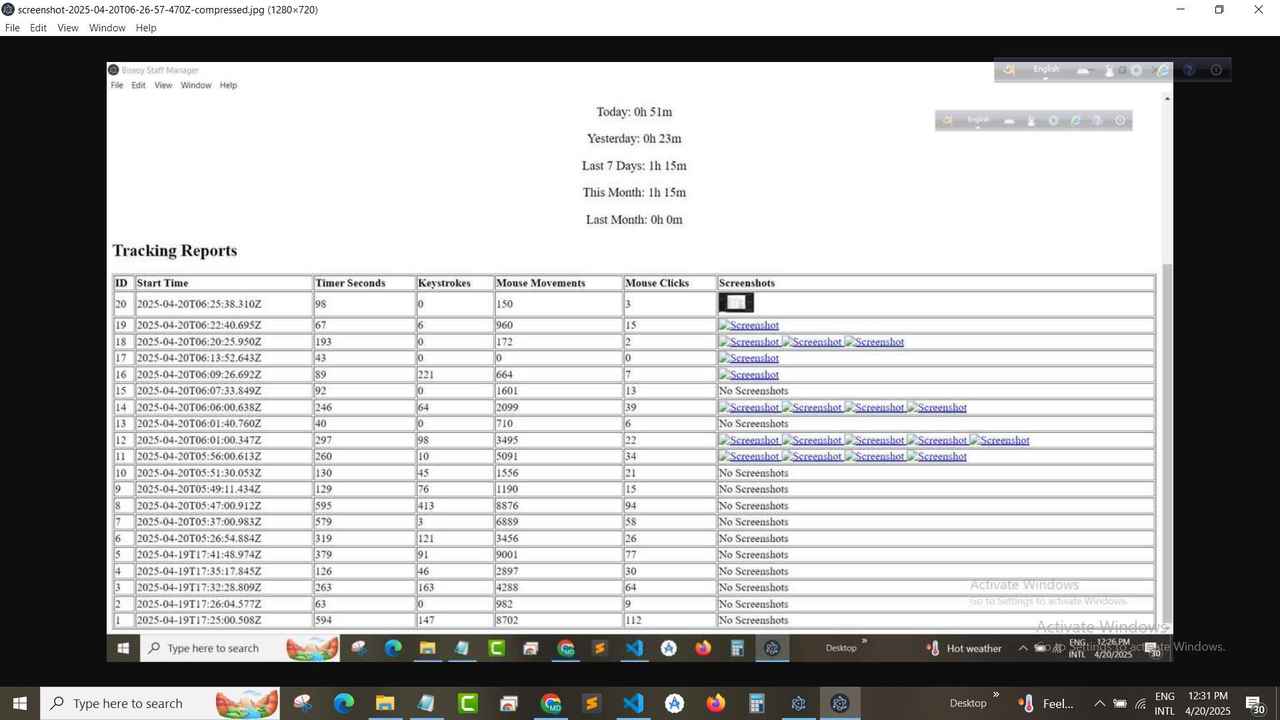 screenshot-2025-04-20T06-26-57-470Z-compressed.jpg (1280×720)
File Edit View Window Help
Biswoy Staff Manager
English
File Edit View Window Help
Today: 0h 51m
English
Yesterday: 0h 23m
Last 7 Days: 1h 15m
This Month: 1h 15m
Last Month: 0h 0m
Tracking Reports
ID Start Time Timer Seconds Keystrokes Mouse Movements Mouse Clicks Screenshots
20 2025-04-20T06:25:38.310Z 98 0 150 3
19 2025-04-20T06:22:40.695Z 67 6 960 15 Screenshot
18 2025-04-20T06:20:25.950Z 193 0 172 2 Screenshot Screenshot Screenshot
17 2025-04-20T06:13:52.643Z 43 0 0 0 Screenshot
16 2025-04-20T06:09:26.692Z 89 221 664 7 Screenshot
15 2025-04-20T06:07:33.849Z 92 0 1601 13 No Screenshots
14 2025-04-20T06:06:00.638Z 246 64 2099 39 Screenshot Screenshot Screenshot Screenshot
13 2025-04-20T06:01:40.760Z 40 0 710 6 No Screenshots
12 2025-04-20T06:01:00.347Z 297 98 3495 22 Screenshot Screenshot Screenshot Screenshot Screenshot
11 2025-04-20T05:56:00.613Z 260 10 5091 34 Screenshot Screenshot Screenshot Screenshot
10 2025-04-20T05:51:30.053Z 130 45 1556 21 No Screenshots
9 2025-04-20T05:49:11.434Z 129 76 1190 15 No Screenshots
8 2025-04-20T05:47:00.912Z 595 413 8876 94 No Screenshots
7 2025-04-20T05:37:00.983Z 579 3 6889 58 No Screenshots
6 2025-04-20T05:26:54.884Z 319 121 3456 26 No Screenshots
5 2025-04-19T17:41:48.974Z 379 91 9001 77 No Screenshots
4 2025-04-19T17:35:17.845Z 126 46 2897 30 No Screenshots
3 2025-04-19T17:32:28.809Z 263 163 4288 64 No Screenshots
2 2025-04-19T17:26:04.577Z 63 0 982 9 No Screenshots
1 2025-04-19T17:25:00.508Z 594 147 8702 112 No Screenshots
Activate Windows
Go to Settings to activate Windows.
Activate Windows
Go to Settings to activate Windows.
Type here to search Desktop » Hot weather ENG INTL 12:26 PM 4/20/2025 30
Type here to search Desktop » Feel... ENG INTL 12:31 PM 4/20/2025 30